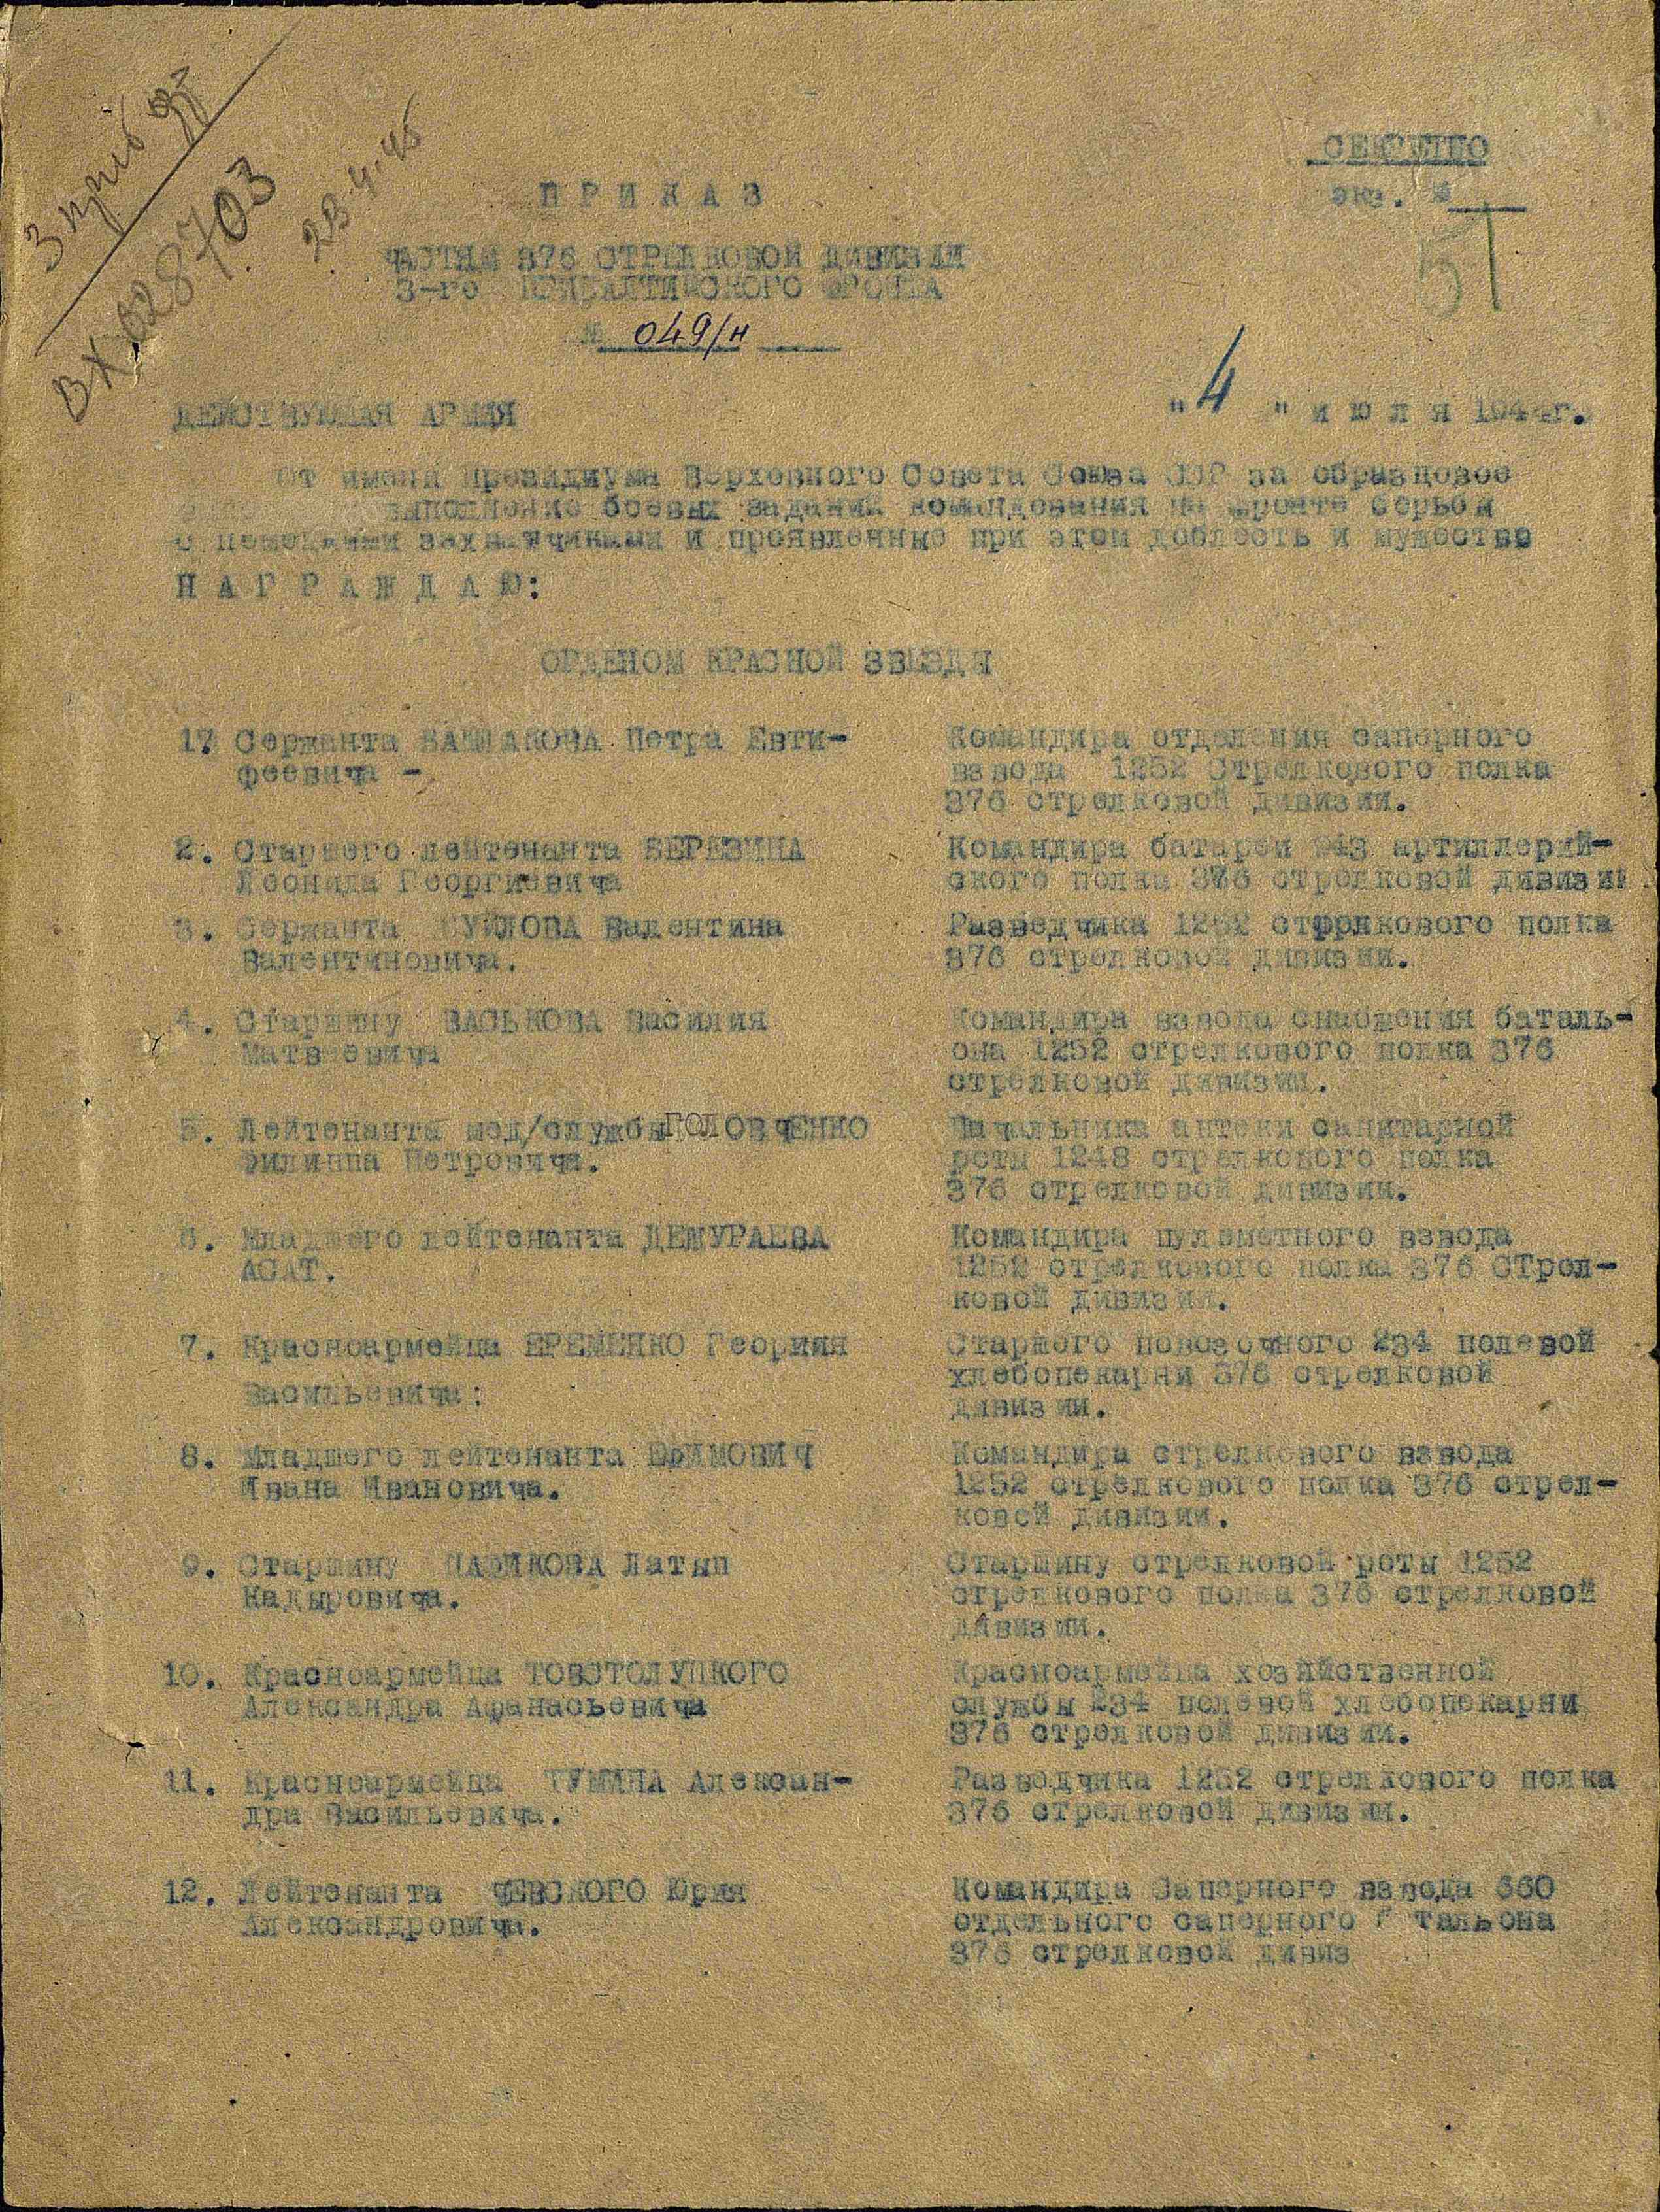 3 приб
ВХ 028703
28.4.45
СЕКРЕТНО
экз. №
51
П Р И К А З
ЧАСТЯМ 376 СТРЕЛКОВОЙ ДИВИЗИИ
3-го ПРИБАЛТИЙСКОГО ФРОНТА
№ 049/н
ДЕЙСТВУЮЩАЯ АРМИЯ
"4" и ю л я 1944г.
От имени Президиума Верховного Совета Союза ССР за образцовое
выполнение боевых заданий командования на фронте борьбы
с немецкими захватчиками и проявленные при этом доблесть и мужество
Н А Г Р А Ж Д А Ю:
ОРДЕНОМ КРАСНОЙ ЗВЕЗДЫ
1. Сержанта БАШМАКОВА Петра Евти-
феевича -
Командира отделения саперного
взвода 1252 Стрелкового полка
376 стрелковой дивизии.
2. Старшего лейтенанта БЕРЕЗИНА
Леонида Георгиевича
Командира батареи 943 артиллерий-
ского полка 376 стрелковой дивизии
3. Сержанта БУЙЛОВА Валентина
Валентиновича.
Разведчика 1252 стфрлкового полка
376 стрелковой дивизии.
4. Старшину ВАСЬКОВА Василия
Матвеевича
Командира взвода снабжения баталь-
она 1252 стрелкового полка 376
стрелковой дивизии.
5. Лейтенанта мед/службы ГОЛОВЧЕНКО
Филиппа Петровича.
Начальника аптеки санитарной
роты 1248 стрелкового полка
376 стрелковой дивизии.
6. Младшего лейтенанта ДЕМУРАЕВА
АСАТ.
Командира пулеметного взвода
1252 стрелкового полка 376 СТрел-
ковой дивизии.
7. Красноармейца ЕРЕМЕНКО Георгия
Васильевича:
Старшего повозочного 234 полевой
хлебопекарни 376 стрелковой
дивизии.
8. Младшего лейтенанта ЮФИМОВИЧ
Ивана Ивановича.
Командира стрелкового взвода
1252 стрелкового полка 376 стрел-
ковой дивизии.
9. Старшину Латып
Кадыровича.
Старшину стрелковой роты 1252
стрелкового полка 376 стрелковой
дивизии.
10. Красноармейца ТОВСТОЛУЦКОГО
Александра Афанасьевича
Красноармейца хозяйственной
службы 234 полевой хлебопекарни
376 стрелковой дивизии.
11. Красноармейца Алексан-
дра Васильевича.
Разведчика 1252 стрелкового полка
376 стрелковой дивизии.
12. Лейтенанта ЧЕВСКОГО Юрия
Александровича.
Командира Саперного взвода 660
отдельного саперного б тальона
376 стрелковой дивиз